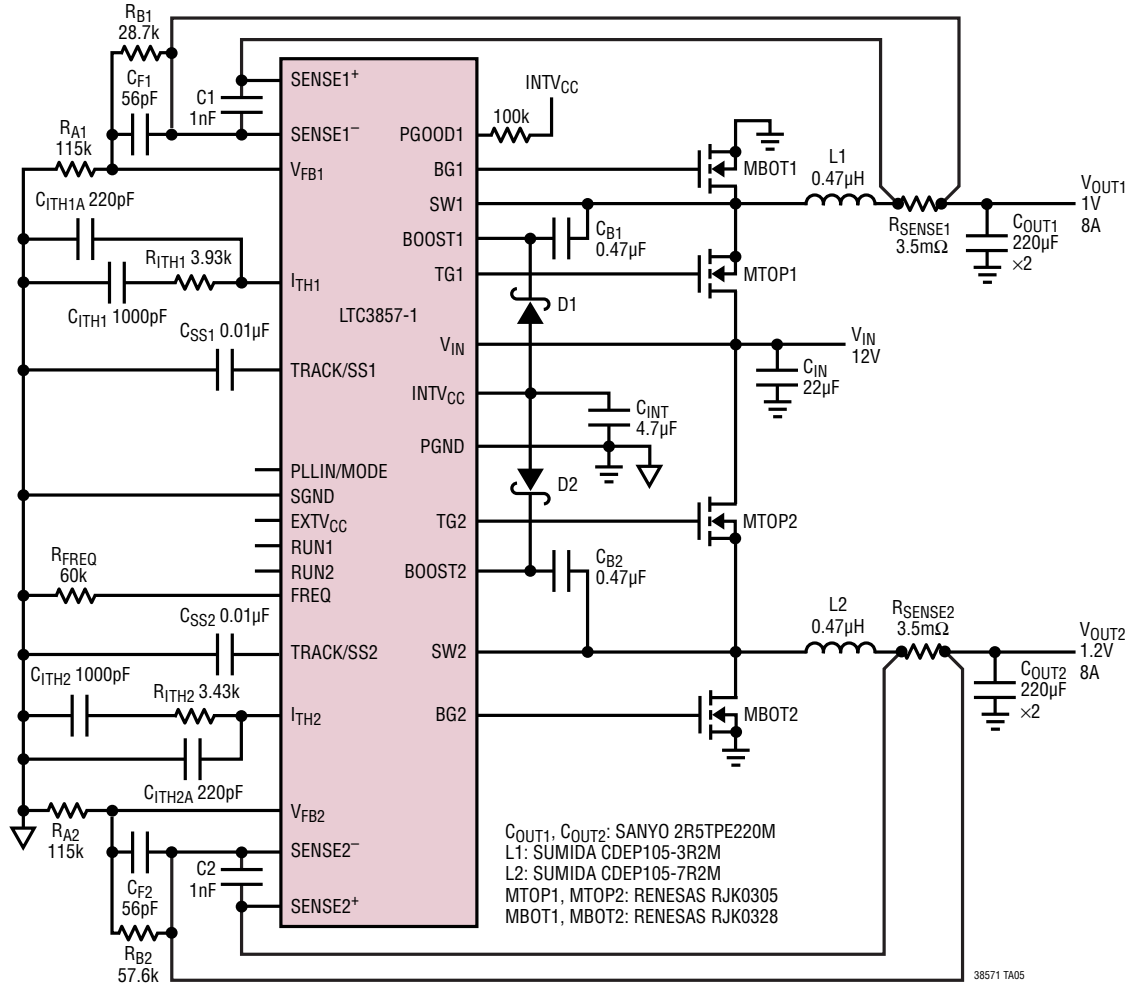 RB1
28.7k
CF1
56pF
C1
1nF
RA1
115k
CITH1A 220pF
RITH1 3.93k
CITH1 1000pF
CSS1 0.01µF
RFREQ
60k
CSS2 0.01µF
CITH2 1000pF
RITH2 3.43k
CITH2A 220pF
RA2
115k
CF2
56pF
C2
1nF
RB2
57.6k
SENSE1+
SENSE1–
VFB1
ITH1
TRACK/SS1
PLLIN/MODE
SGND
EXTVCC
RUN1
RUN2
FREQ
TRACK/SS2
ITH2
VFB2
SENSE2–
SENSE2+
LTC3857-1
PGOOD1
BG1
SW1
BOOST1
TG1
VIN
INTVCC
PGND
TG2
BOOST2
SW2
BG2
INTVCC
100k
MBOT1
L1
0.47µH
CB1
0.47µF
RSENSE1
3.5mΩ
VOUT1
1V
8A
COUT1
220µF
×2
MTOP1
D1
VIN
12V
CIN
22µF
CINT
4.7µF
D2
MTOP2
CB2
0.47µF
L2
0.47µH
RSENSE2
3.5mΩ
VOUT2
1.2V
8A
COUT2
220µF
×2
MBOT2
COUT1, COUT2: SANYO 2R5TPE220M
L1: SUMIDA CDEP105-3R2M
L2: SUMIDA CDEP105-7R2M
MTOP1, MTOP2: RENESAS RJK0305
MBOT1, MBOT2: RENESAS RJK0328
38571 TA05